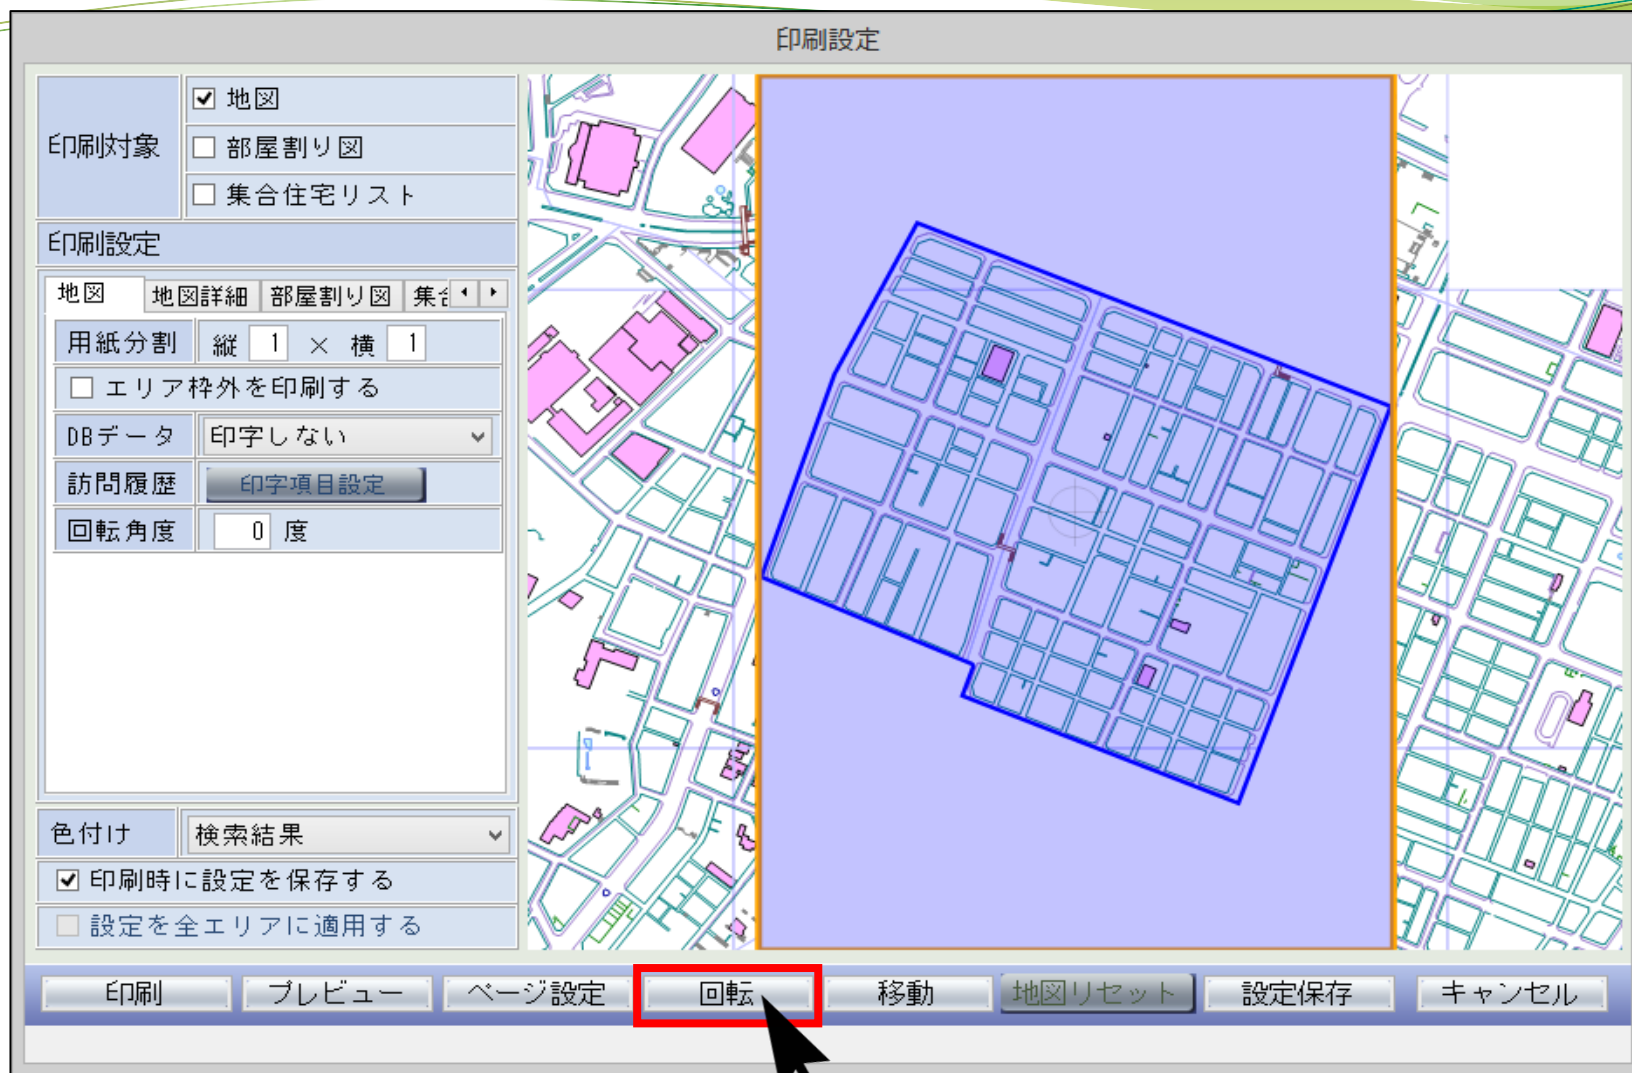 印刷設定
印刷対象
地図
部屋割り図
集合住宅リスト
印刷設定
地図 地図詳細 部屋割り図 集
用紙分割 縦 1 × 横 1
エリア枠外を印刷する
DBデータ 印字しない
訪問履歴 印字項目設定
回転角度 0 度
色付け 検索結果
印刷時に設定を保存する
設定を全エリアに適用する
印刷 プレビュー ページ設定 回転 移動 地図リセット 設定保存 キャンセル